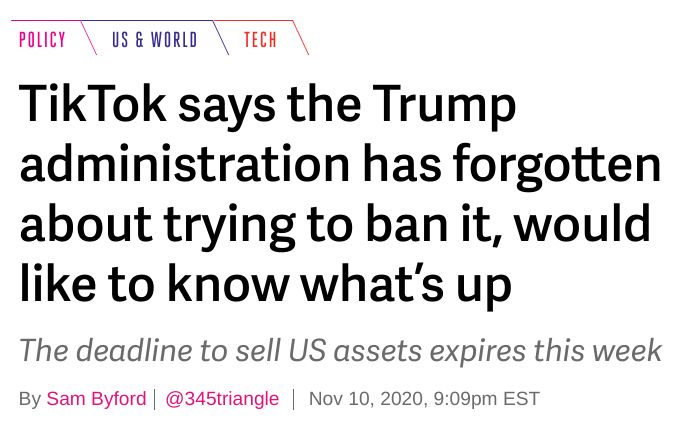 POLICY US & WORLD TECH
TikTok says the Trump
administration has forgotten
about trying to ban it, would
like to know what’s up
The deadline to sell US assets expires this week
By Sam Byford | @345triangle | Nov 10, 2020, 9:09pm EST